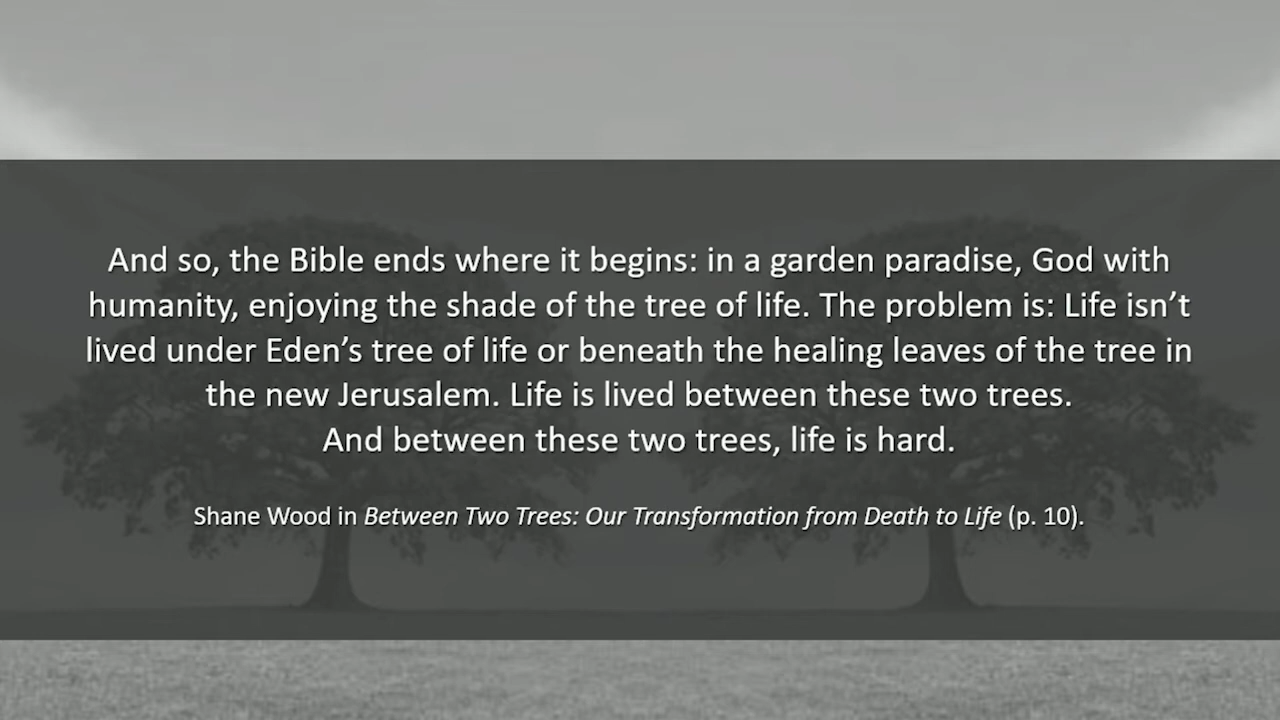 And so, the Bible ends where it begins: in a garden paradise, God with
humanity, enjoying the shade of the tree of life. The problem is: Life isn’t
lived under Eden’s tree of life or beneath the healing leaves of the tree in
the new Jerusalem. Life is lived between these two trees.
And between these two trees, life is hard.
Shane Wood in Between Two Trees: Our Transformation from Death to Life (p. 10).